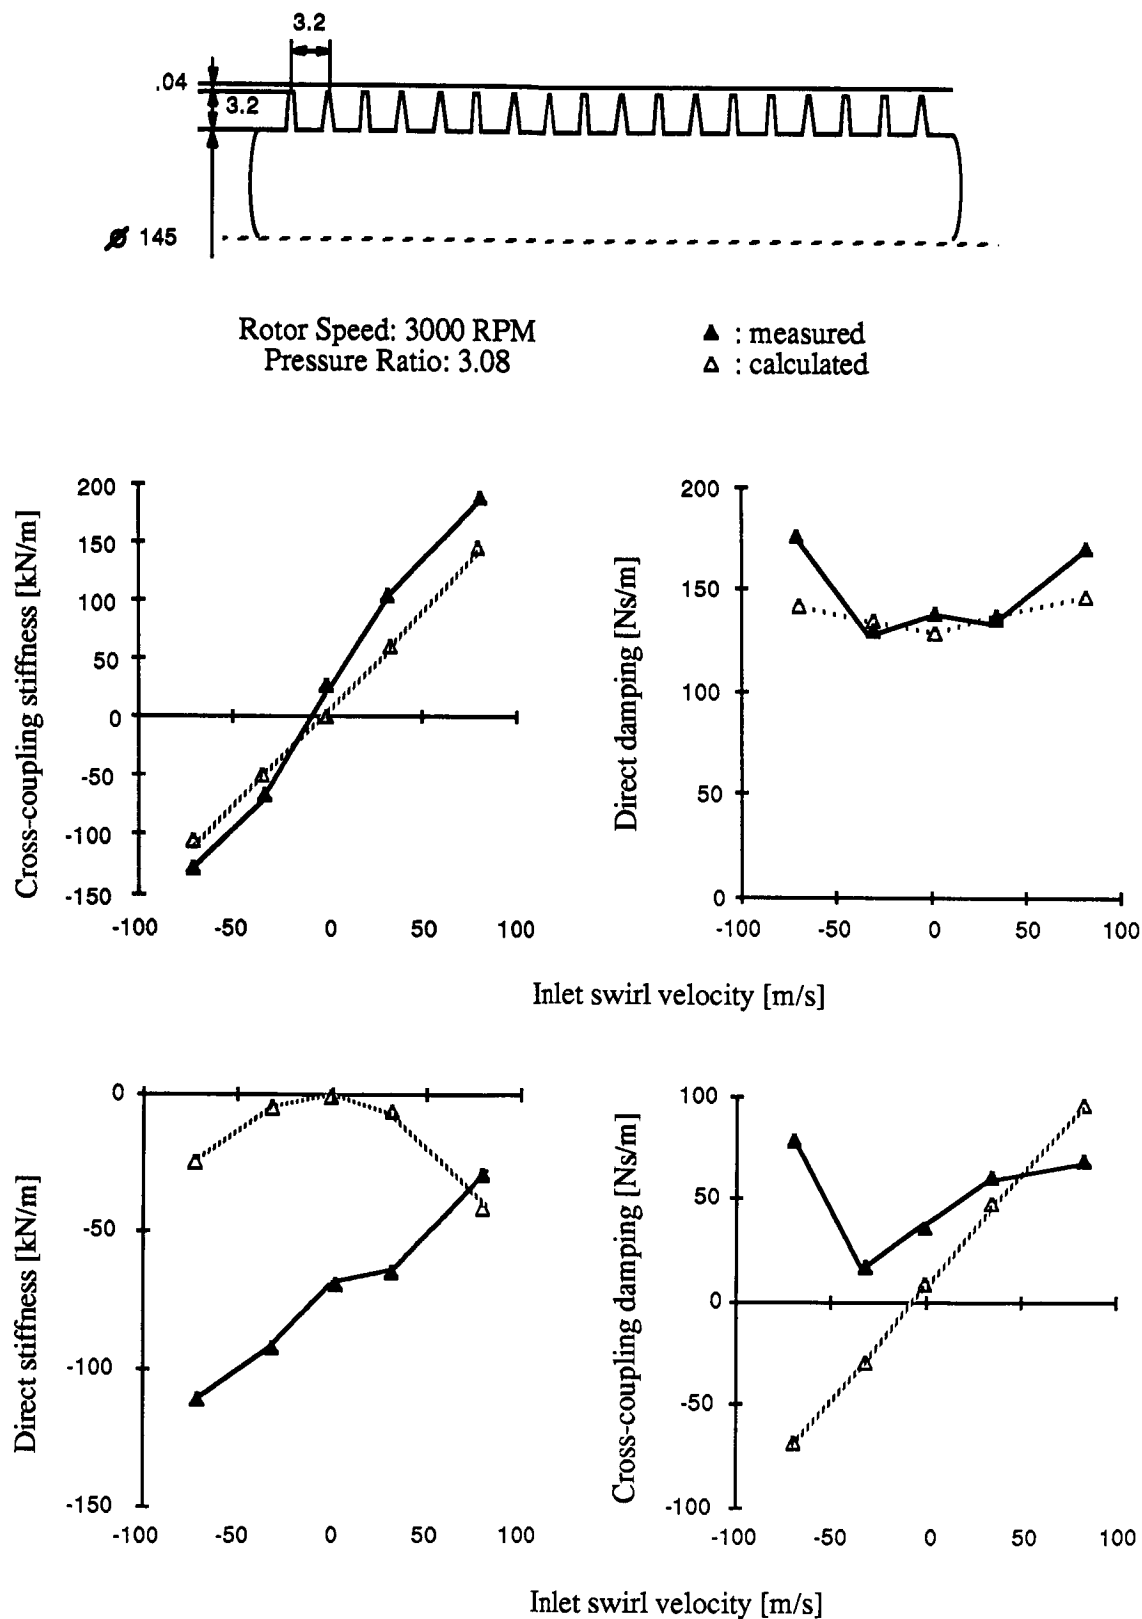 3.2
.04
3.2
Ø 145
Rotor Speed: 3000 RPM
Pressure Ratio: 3.08
▲ : measured
△ : calculated
Cross-coupling stiffness [kN/m]
200
150
100
50
0
-50
-100
-150
-100 -50 0 50 100
Direct damping [Ns/m]
200
150
100
50
0
-100 -50 0 50 100
Inlet swirl velocity [m/s]
Direct stiffness [kN/m]
0
-50
-100
-150
-100 -50 0 50 100
Cross-coupling damping [Ns/m]
100
50
0
-50
-100
-100 -50 0 50 100
Inlet swirl velocity [m/s]